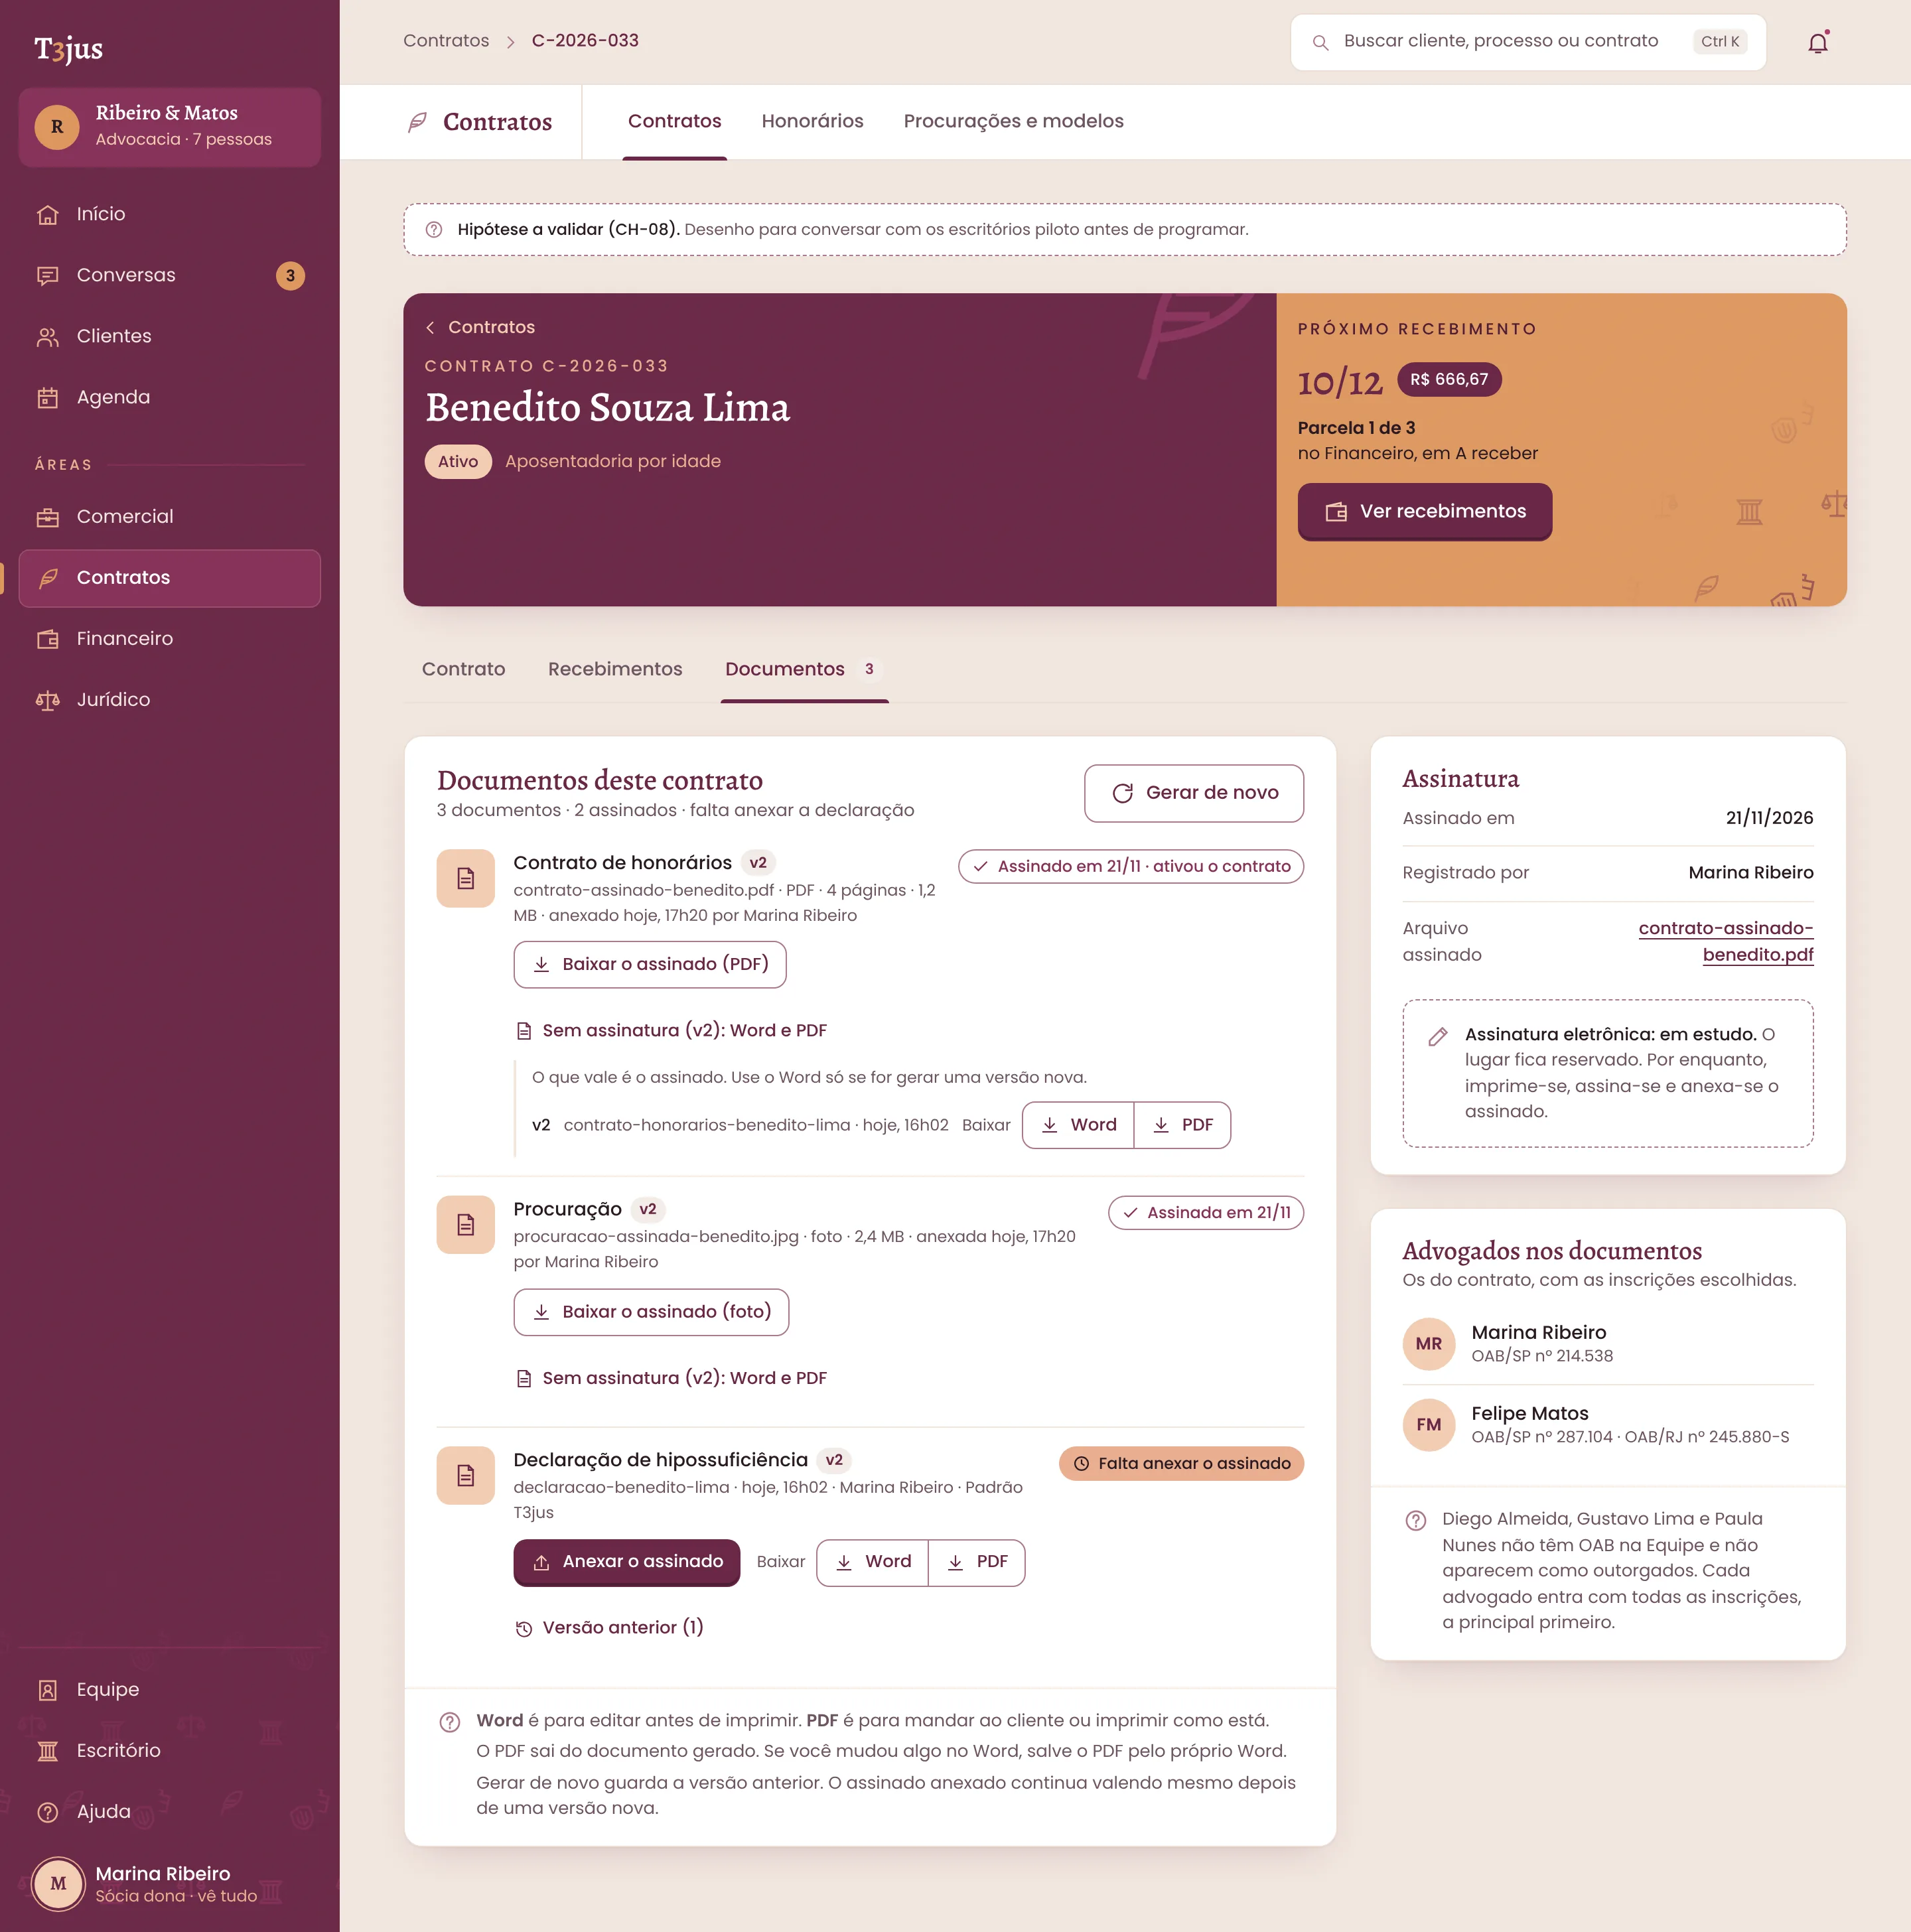 T3jus
R
Ribeiro & Matos
Advocacia · 7 pessoas
Início
Conversas
3
Clientes
Agenda
ÁREAS
Comercial
Contratos
Financeiro
Jurídico
Equipe
Escritório
Ajuda
M
Marina Ribeiro
Sócia dona · vê tudo
Contratos
C-2026-033
Buscar cliente, processo ou contrato
Ctrl K
Contratos
Contratos
Honorários
Procurações e modelos
Hipótese a validar (CH-08). Desenho para conversar com os escritórios piloto antes de programar.
Contratos
CONTRATO C-2026-033
Benedito Souza Lima
Ativo
Aposentadoria por idade
PRÓXIMO RECEBIMENTO
10/12
R$ 666,67
Parcela 1 de 3
no Financeiro, em A receber
Ver recebimentos
Contrato
Recebimentos
Documentos
3
Documentos deste contrato
3 documentos · 2 assinados · falta anexar a declaração
Gerar de novo
Contrato de honorários
v2
Assinado em 21/11 · ativou o contrato
contrato-assinado-benedito.pdf · PDF · 4 páginas · 1,2
MB · anexado hoje, 17h20 por Marina Ribeiro
Baixar o assinado (PDF)
Sem assinatura (v2): Word e PDF
O que vale é o assinado. Use o Word só se for gerar uma versão nova.
v2
contrato-honorarios-benedito-lima · hoje, 16h02
Baixar
Word
PDF
Procuração
v2
Assinada em 21/11
procuracao-assinada-benedito.jpg · foto · 2,4 MB · anexada hoje, 17h20
por Marina Ribeiro
Baixar o assinado (foto)
Sem assinatura (v2): Word e PDF
Declaração de hipossuficiência
v2
Falta anexar o assinado
declaracao-benedito-lima · hoje, 16h02 · Marina Ribeiro · Padrão
T3jus
Anexar o assinado
Baixar
Word
PDF
Versão anterior (1)
Word é para editar antes de imprimir. PDF é para mandar ao cliente ou imprimir como está.
O PDF sai do documento gerado. Se você mudou algo no Word, salve o PDF pelo próprio Word.
Gerar de novo guarda a versão anterior. O assinado anexado continua valendo mesmo depois
de uma versão nova.
Assinatura
Assinado em
21/11/2026
Registrado por
Marina Ribeiro
Arquivo
assinado
contrato-assinado-
benedito.pdf
Assinatura eletrônica: em estudo. O
lugar fica reservado. Por enquanto,
imprime-se, assina-se e anexa-se o
assinado.
Advogados nos documentos
Os do contrato, com as inscrições escolhidas.
MR
Marina Ribeiro
OAB/SP nº 214.538
FM
Felipe Matos
OAB/SP nº 287.104 · OAB/RJ nº 245.880-S
Diego Almeida, Gustavo Lima e Paula
Nunes não têm OAB na Equipe e não
aparecem como outorgados. Cada
advogado entra com todas as inscrições,
a principal primeiro.